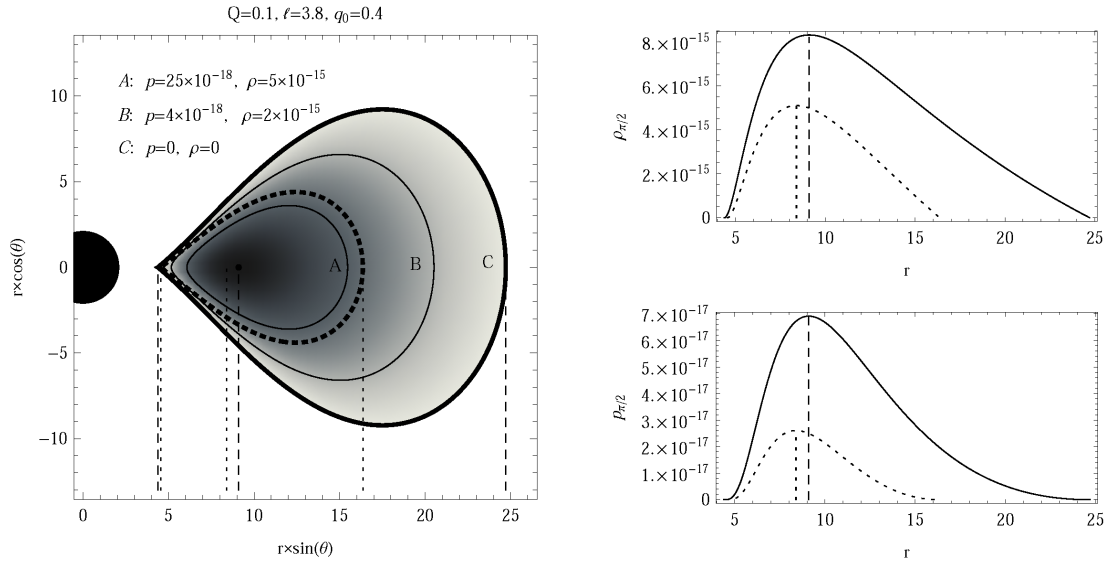 Q=0.1, ℓ=3.8, q₀=0.4
A: p=25×10⁻¹⁸, ρ=5×10⁻¹⁵
B: p=4×10⁻¹⁸, ρ=2×10⁻¹⁵
C: p=0, ρ=0
10
5
0
−5
−10
r×cos(θ)
A
B
C
0 5 10 15 20 25
r×sin(θ)
8.×10⁻¹⁵
6.×10⁻¹⁵
4.×10⁻¹⁵
2.×10⁻¹⁵
0
ρπ/2
5 10 15 20 25
r
7.×10⁻¹⁷
6.×10⁻¹⁷
5.×10⁻¹⁷
4.×10⁻¹⁷
3.×10⁻¹⁷
2.×10⁻¹⁷
1.×10⁻¹⁷
0
pπ/2
5 10 15 20 25
r